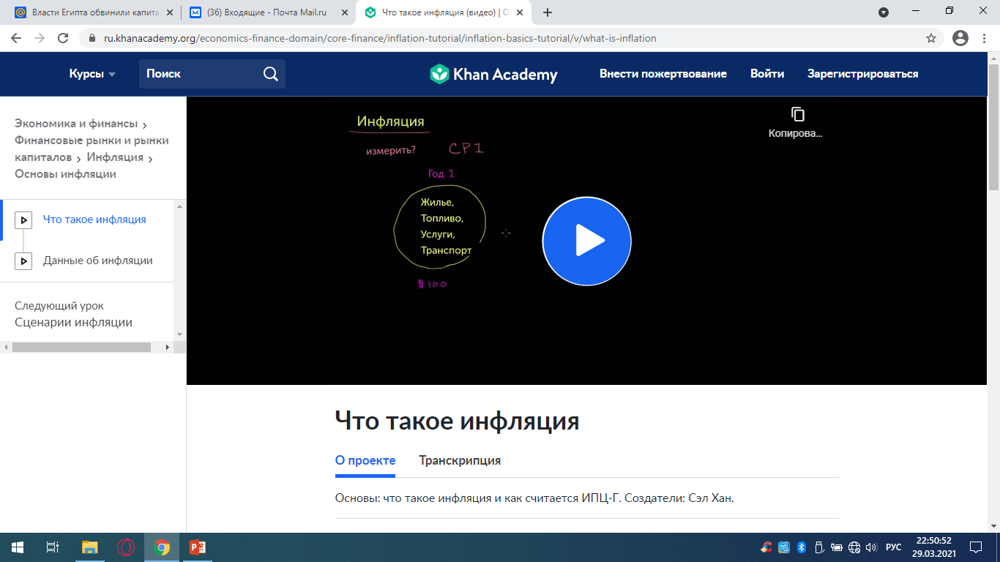 Власти Египта обвинили капита
(36) Входящие - Почта Mail.ru
Что такое инфляция (видео) | О
ru.khanacademy.org/economics-finance-domain/core-finance/inflation-tutorial/inflation-basics-tutorial/v/what-is-inflation
Курсы
Поиск
Khan Academy
Внести пожертвование
Войти
Зарегистрироваться
Экономика и финансы
Финансовые рынки и рынки
капиталов
Инфляция
Основы инфляции
Что такое инфляция
Данные об инфляции
Следующий урок
Сценарии инфляции
Инфляция
измерить? CPI
Год 1
Жилье,
Топливо,
Услуги,
Транспорт
$100
Копирова...
Что такое инфляция
О проекте
Транскрипция
Основы: что такое инфляция и как считается ИПЦ-Г. Создатели: Сэл Хан.
РУС
22:50:52
29.03.2021